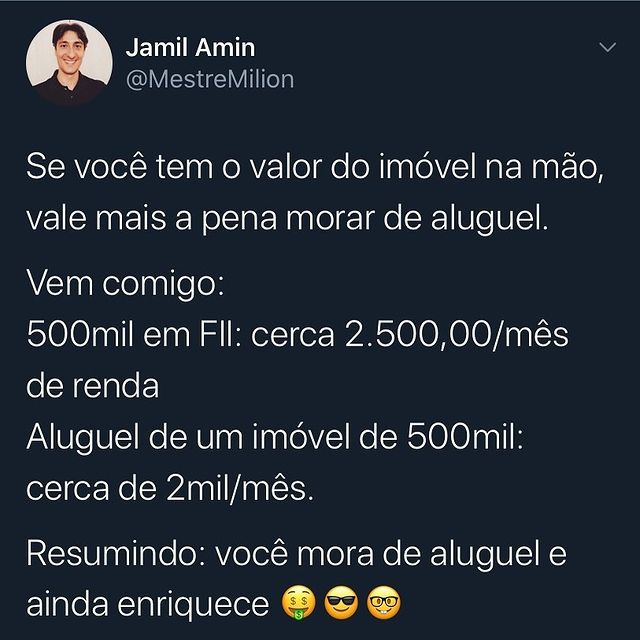 Jamil Amin
@MestreMilion
Se você tem o valor do imóvel na mão,
vale mais a pena morar de aluguel.
Vem comigo:
500mil em FII: cerca 2.500,00/mês
de renda
Aluguel de um imóvel de 500mil:
cerca de 2mil/mês.
Resumindo: você mora de aluguel e
ainda enriquece 🤑😎🤓